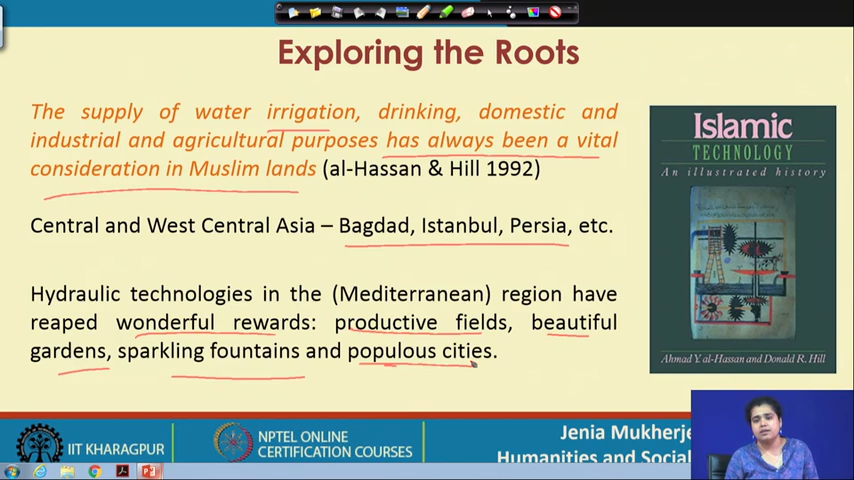 Exploring the Roots
The supply of water irrigation, drinking, domestic and
industrial and agricultural purposes has always been a vital
consideration in Muslim lands (al-Hassan & Hill 1992)
Central and West Central Asia – Bagdad, Istanbul, Persia, etc.
Hydraulic technologies in the (Mediterranean) region have
reaped wonderful rewards: productive fields, beautiful
gardens, sparkling fountains and populous cities.
Islamic
TECHNOLOGY
An illustrated history
Ahmad Y. al-Hassan and Donald R. Hill
IIT KHARAGPUR
NPTEL ONLINE
CERTIFICATION COURSES
Jenia Mukherje
Humanities and Social